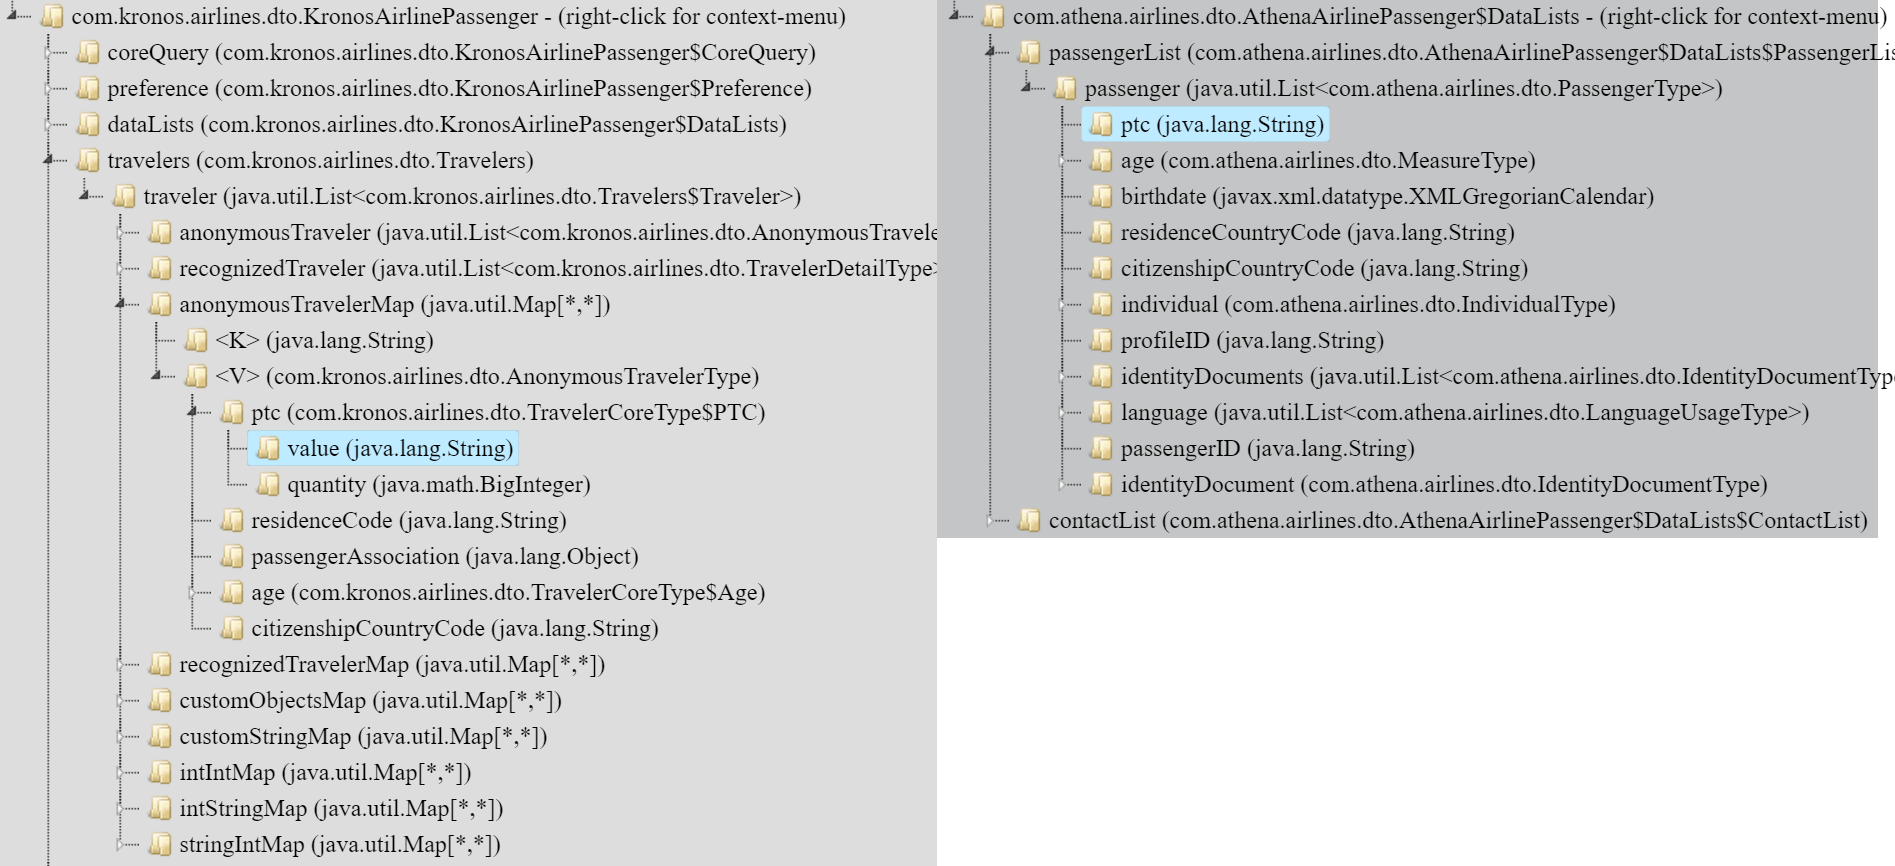 com.kronos.airlines.dto.KronosAirlinePassenger - (right-click for context-menu)
coreQuery (com.kronos.airlines.dto.KronosAirlinePassenger$CoreQuery)
preference (com.kronos.airlines.dto.KronosAirlinePassenger$Preference)
dataLists (com.kronos.airlines.dto.KronosAirlinePassenger$DataLists)
travelers (com.kronos.airlines.dto.Travelers)
traveler (java.util.List<com.kronos.airlines.dto.Travelers$Traveler>)
anonymousTraveler (java.util.List<com.kronos.airlines.dto.AnonymousTravele
recognizedTraveler (java.util.List<com.kronos.airlines.dto.TravelerDetailType>
anonymousTravelerMap (java.util.Map[*,*])
<K> (java.lang.String)
<V> (com.kronos.airlines.dto.AnonymousTravelerType)
ptc (com.kronos.airlines.dto.TravelerCoreType$PTC)
value (java.lang.String)
quantity (java.math.BigInteger)
residenceCode (java.lang.String)
passengerAssociation (java.lang.Object)
age (com.kronos.airlines.dto.TravelerCoreType$Age)
citizenshipCountryCode (java.lang.String)
recognizedTravelerMap (java.util.Map[*,*])
customObjectsMap (java.util.Map[*,*])
customStringMap (java.util.Map[*,*])
intIntMap (java.util.Map[*,*])
intStringMap (java.util.Map[*,*])
stringIntMap (java.util.Map[*,*])
com.athena.airlines.dto.AthenaAirlinePassenger$DataLists - (right-click for context-menu)
passengerList (com.athena.airlines.dto.AthenaAirlinePassenger$DataLists$PassengerLis
passenger (java.util.List<com.athena.airlines.dto.PassengerType>)
ptc (java.lang.String)
age (com.athena.airlines.dto.MeasureType)
birthdate (javax.xml.datatype.XMLGregorianCalendar)
residenceCountryCode (java.lang.String)
citizenshipCountryCode (java.lang.String)
individual (com.athena.airlines.dto.IndividualType)
profileID (java.lang.String)
identityDocuments (java.util.List<com.athena.airlines.dto.IdentityDocumentType
language (java.util.List<com.athena.airlines.dto.LanguageUsageType>)
passengerID (java.lang.String)
identityDocument (com.athena.airlines.dto.IdentityDocumentType)
contactList (com.athena.airlines.dto.AthenaAirlinePassenger$DataLists$ContactList)